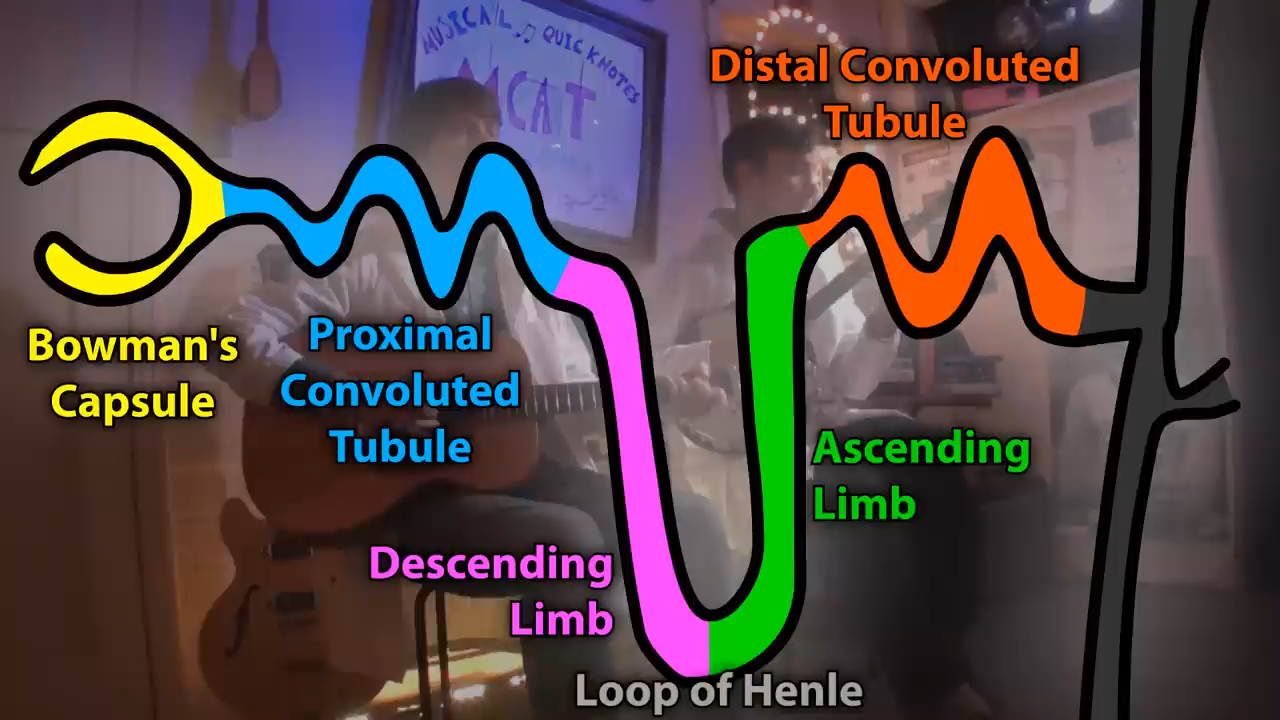 MUSICAL QUICKNOTES
MCAT
Distal Convoluted
Tubule
Bowman's
Capsule
Proximal
Convoluted
Tubule
Ascending
Limb
Descending
Limb
Loop of Henle